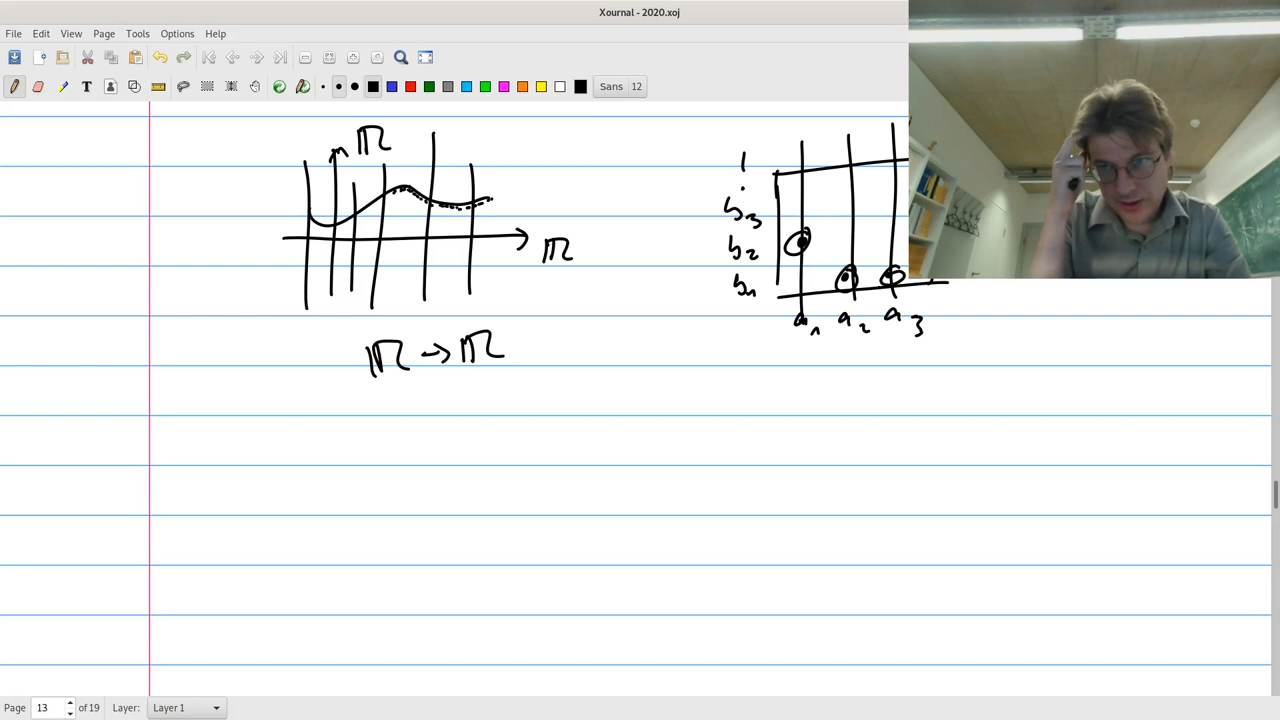 Xournal - 2020.xoj
File Edit View Page Tools Options Help
Sans 12
ℝ
ℝ
ℝ → ℝ
b3
b2
b1
a1 a2 a3
Page 13 of 19 Layer: Layer 1